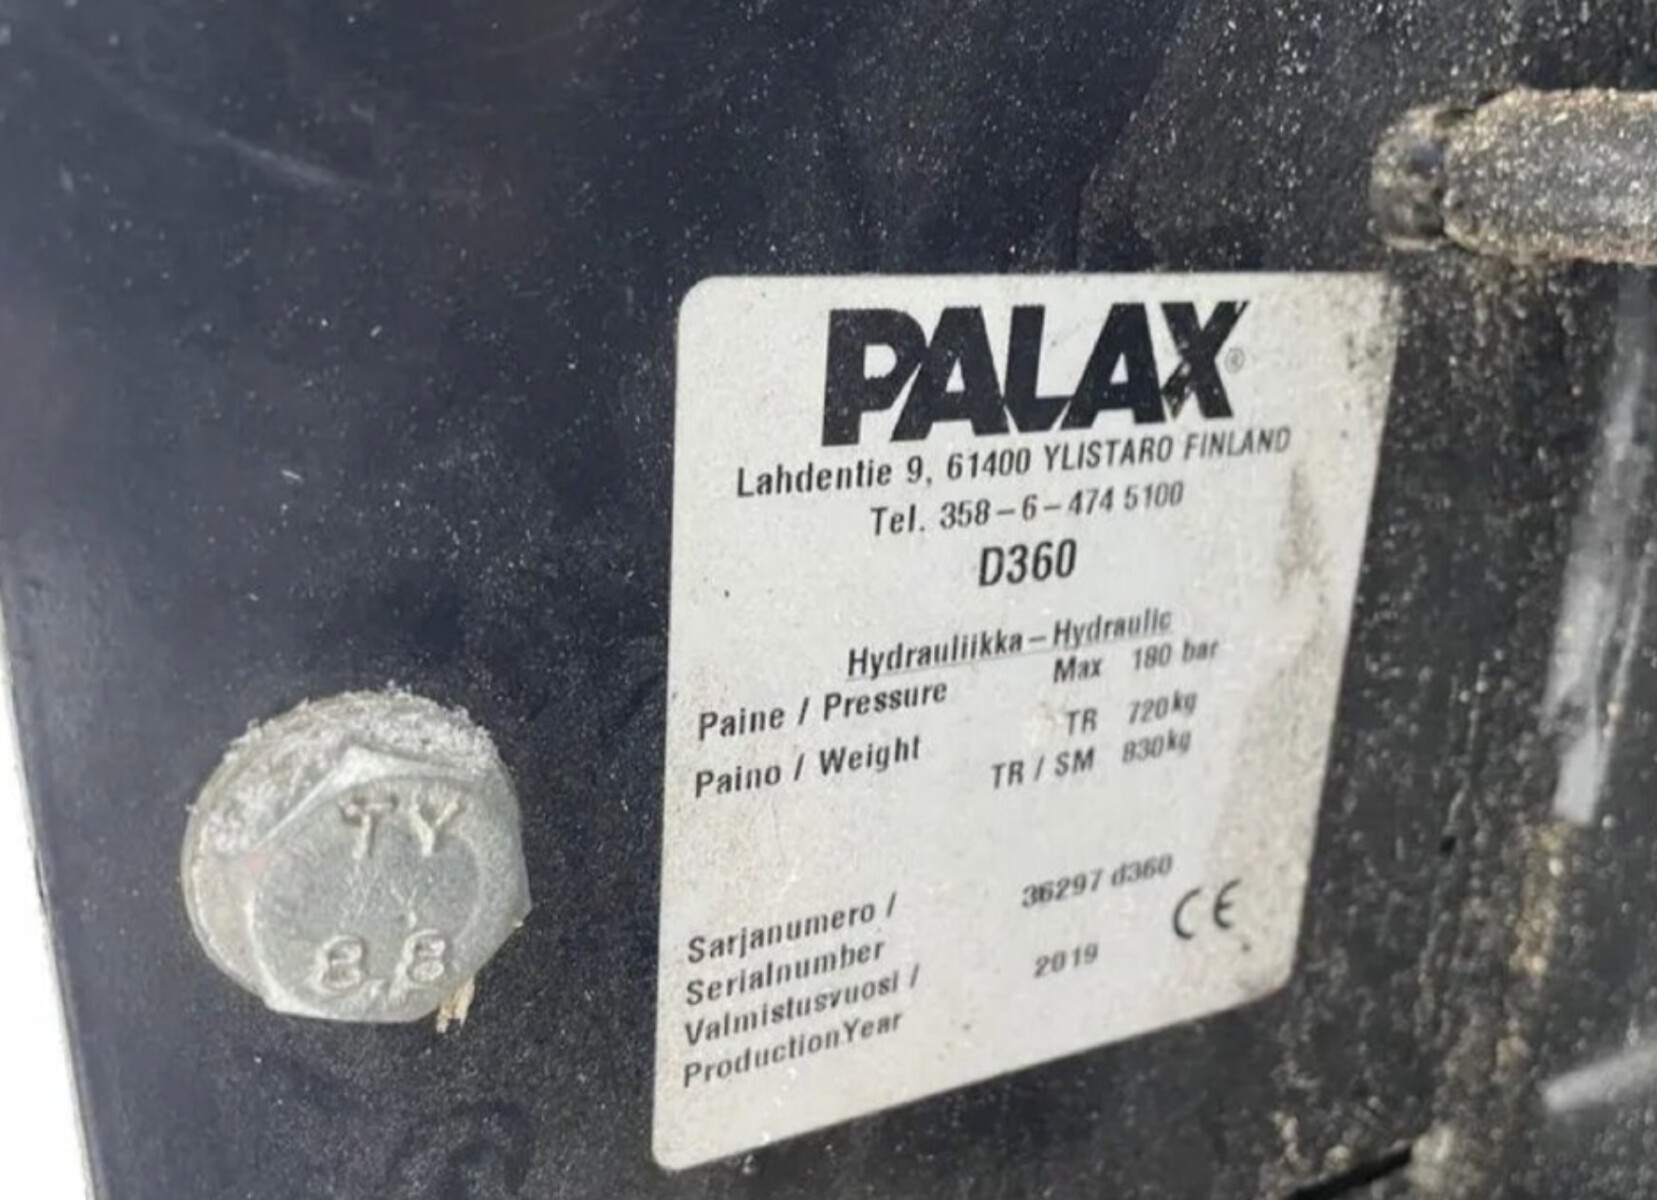 PALAX®
Lahdentie 9, 61400 YLISTARO FINLAND
Tel. 358-6-474 5100
D360
Hydrauliikka - Hydraulic
Paine / Pressure Max 180 bar
Paino / Weight TR 720kg
TR / SM 830kg
Sarjanumero / 36297 d360
Serialnumber
Valmistusvuosi / 2019
ProductionYear
CE
TY
8.8